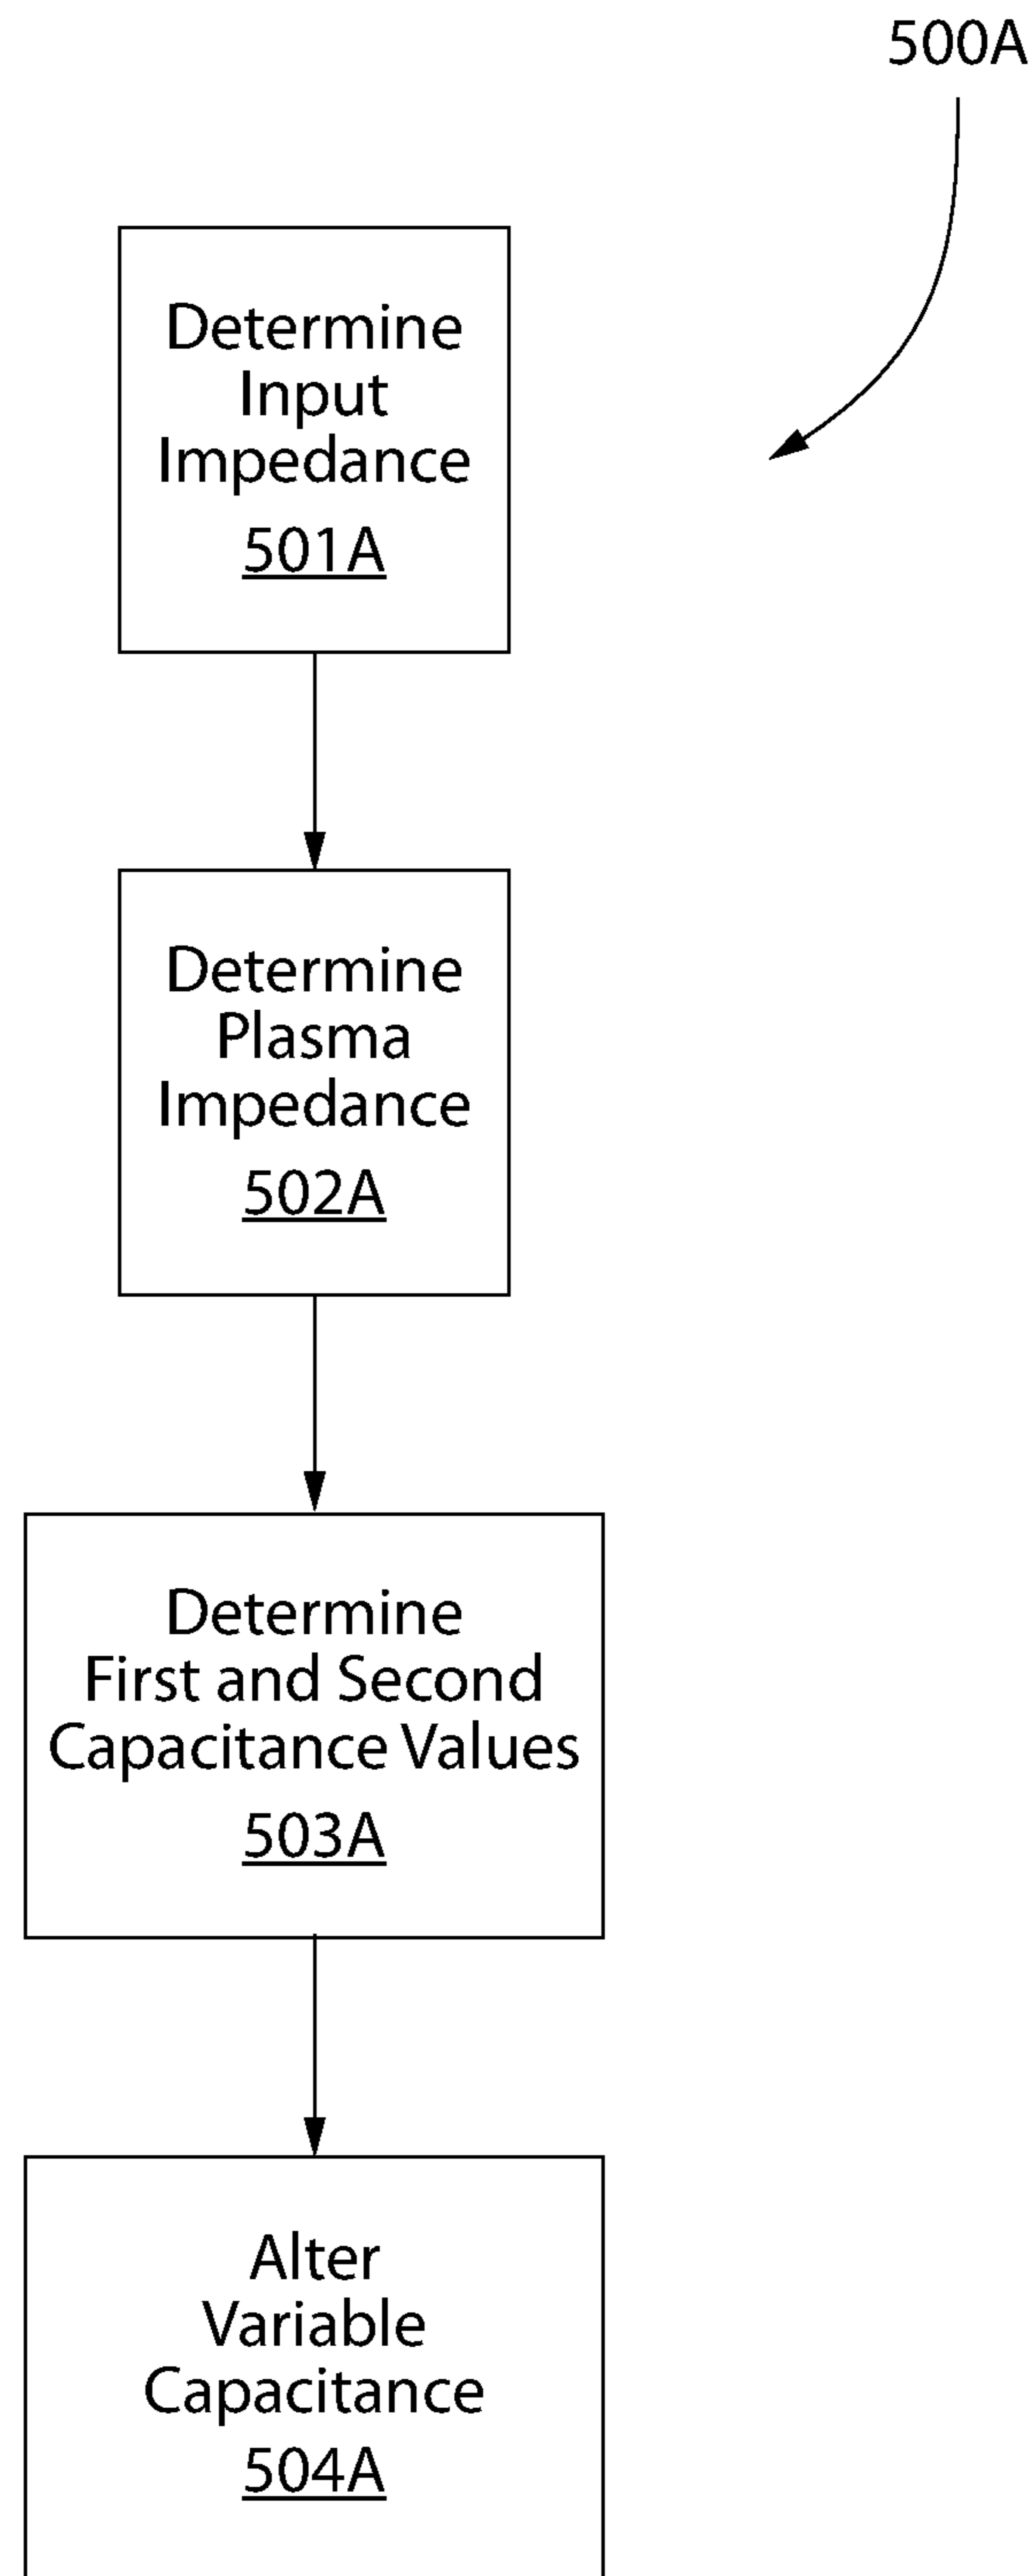 500A
Determine
Input
Impedance
501A
Determine
Plasma
Impedance
502A
Determine
First and Second
Capacitance Values
503A
Alter
Variable
Capacitance
504A